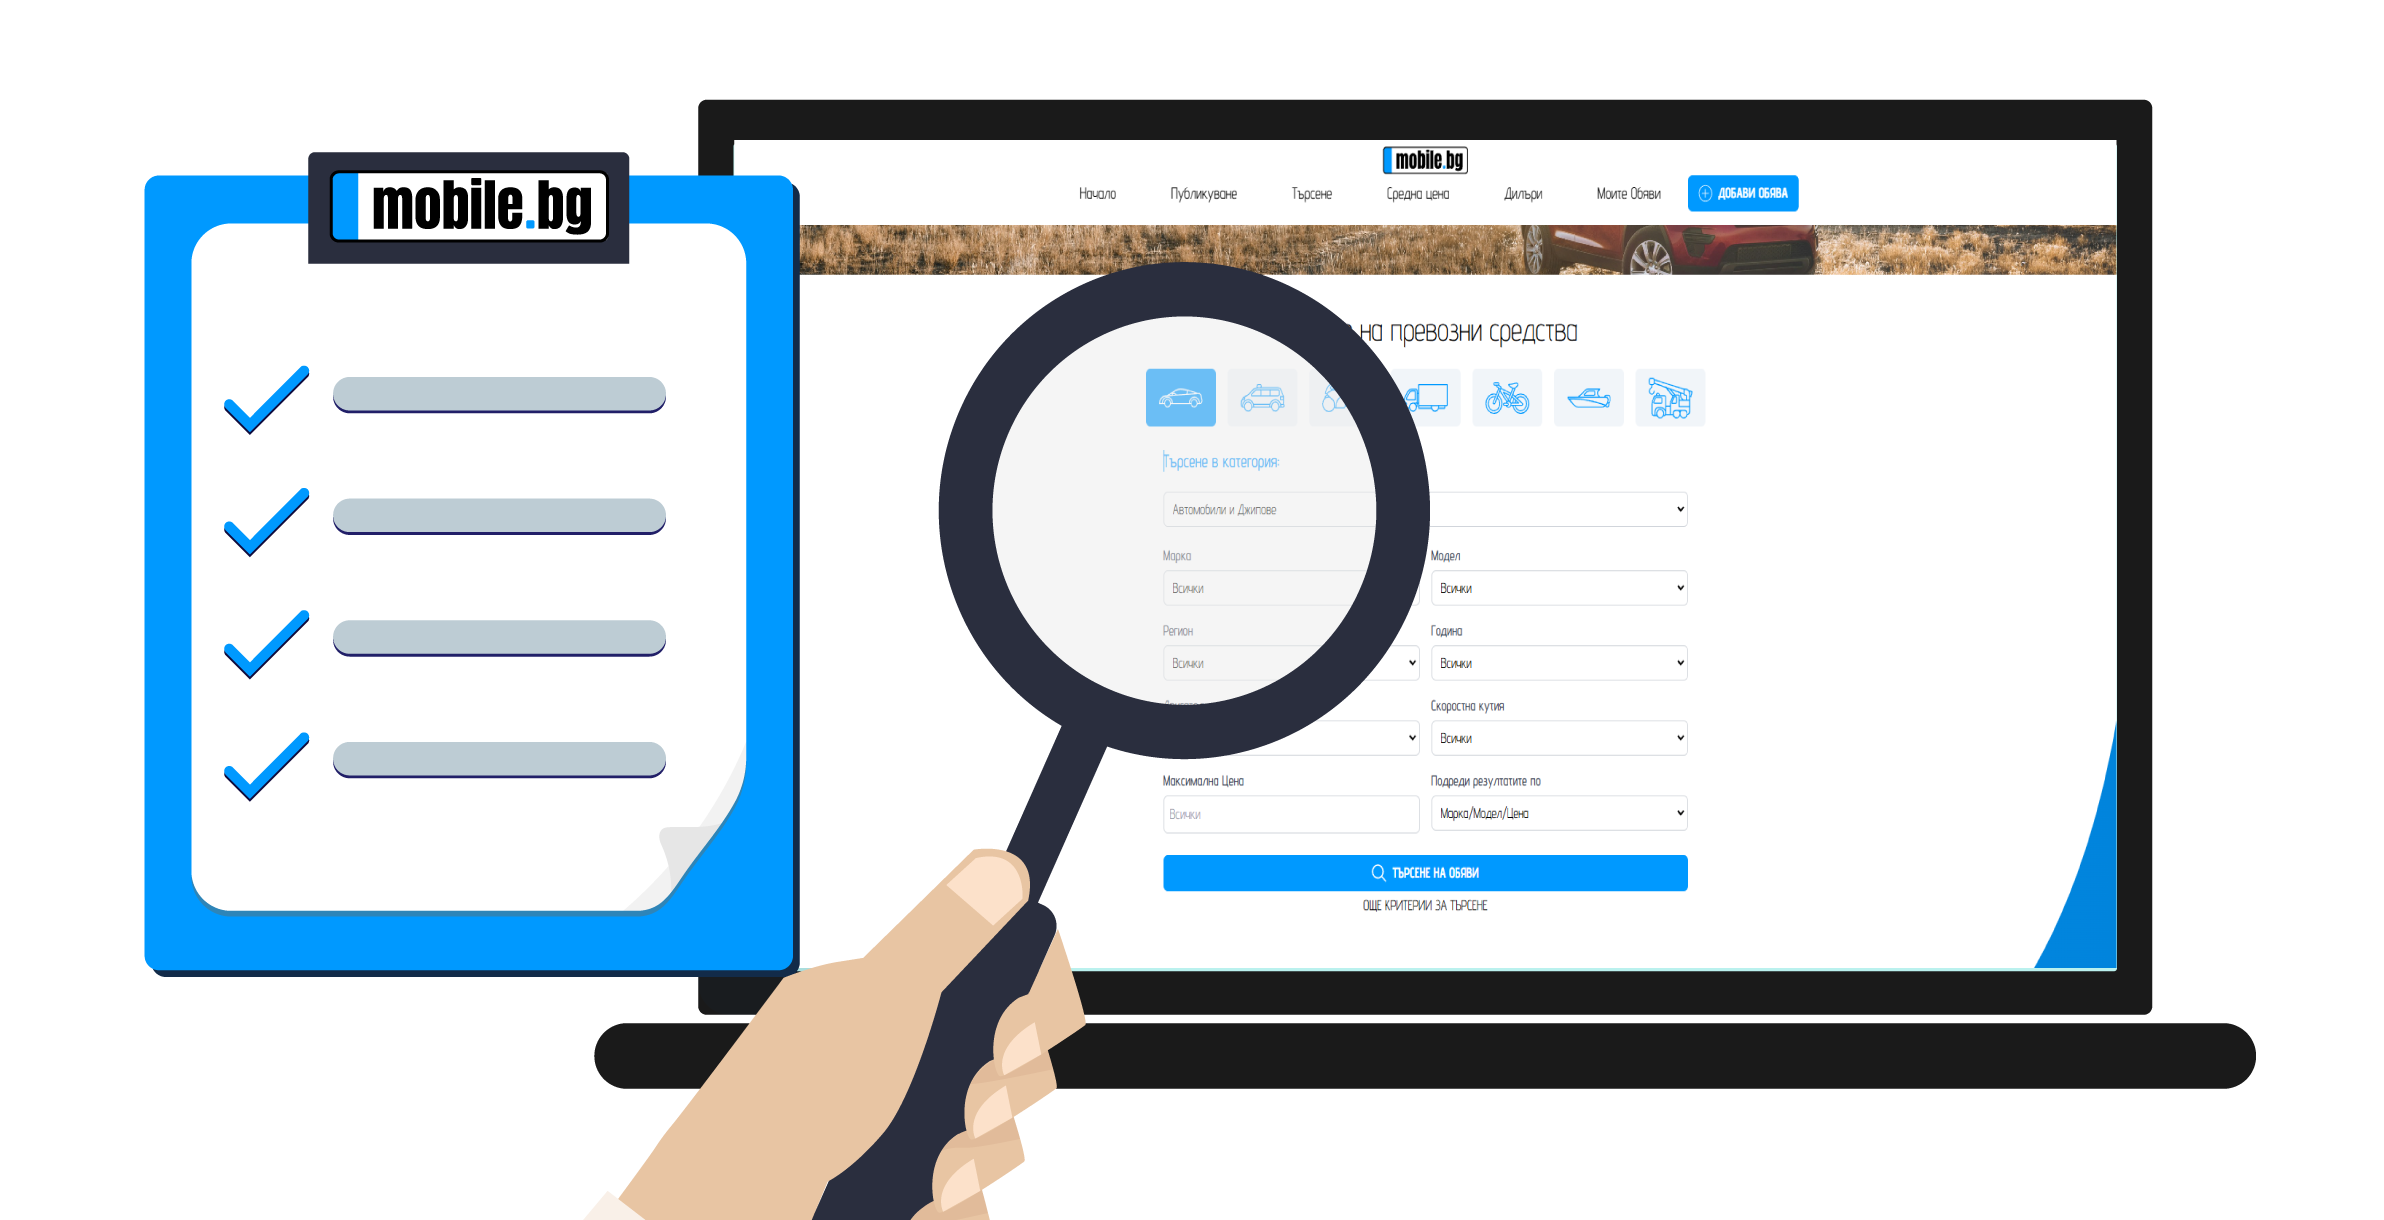 mobile.bg
mobile.bg
Начало Публикуване Търсене Средна цена Дилъри Моите Обяви ДОБАВИ ОБЯВА
на превозни средства
Търсене в категория:
Автомобили и Джипове
Марка Модел
Всички Всички
Регион Година
Всички Всички
Скоростна кутия
Всички
Максимална Цена Подреди резултатите по
Всички Марка/Модел/Цена
ТЪРСЕНЕ НА ОБЯВИ
ОЩЕ КРИТЕРИИ ЗА ТЪРСЕНЕ